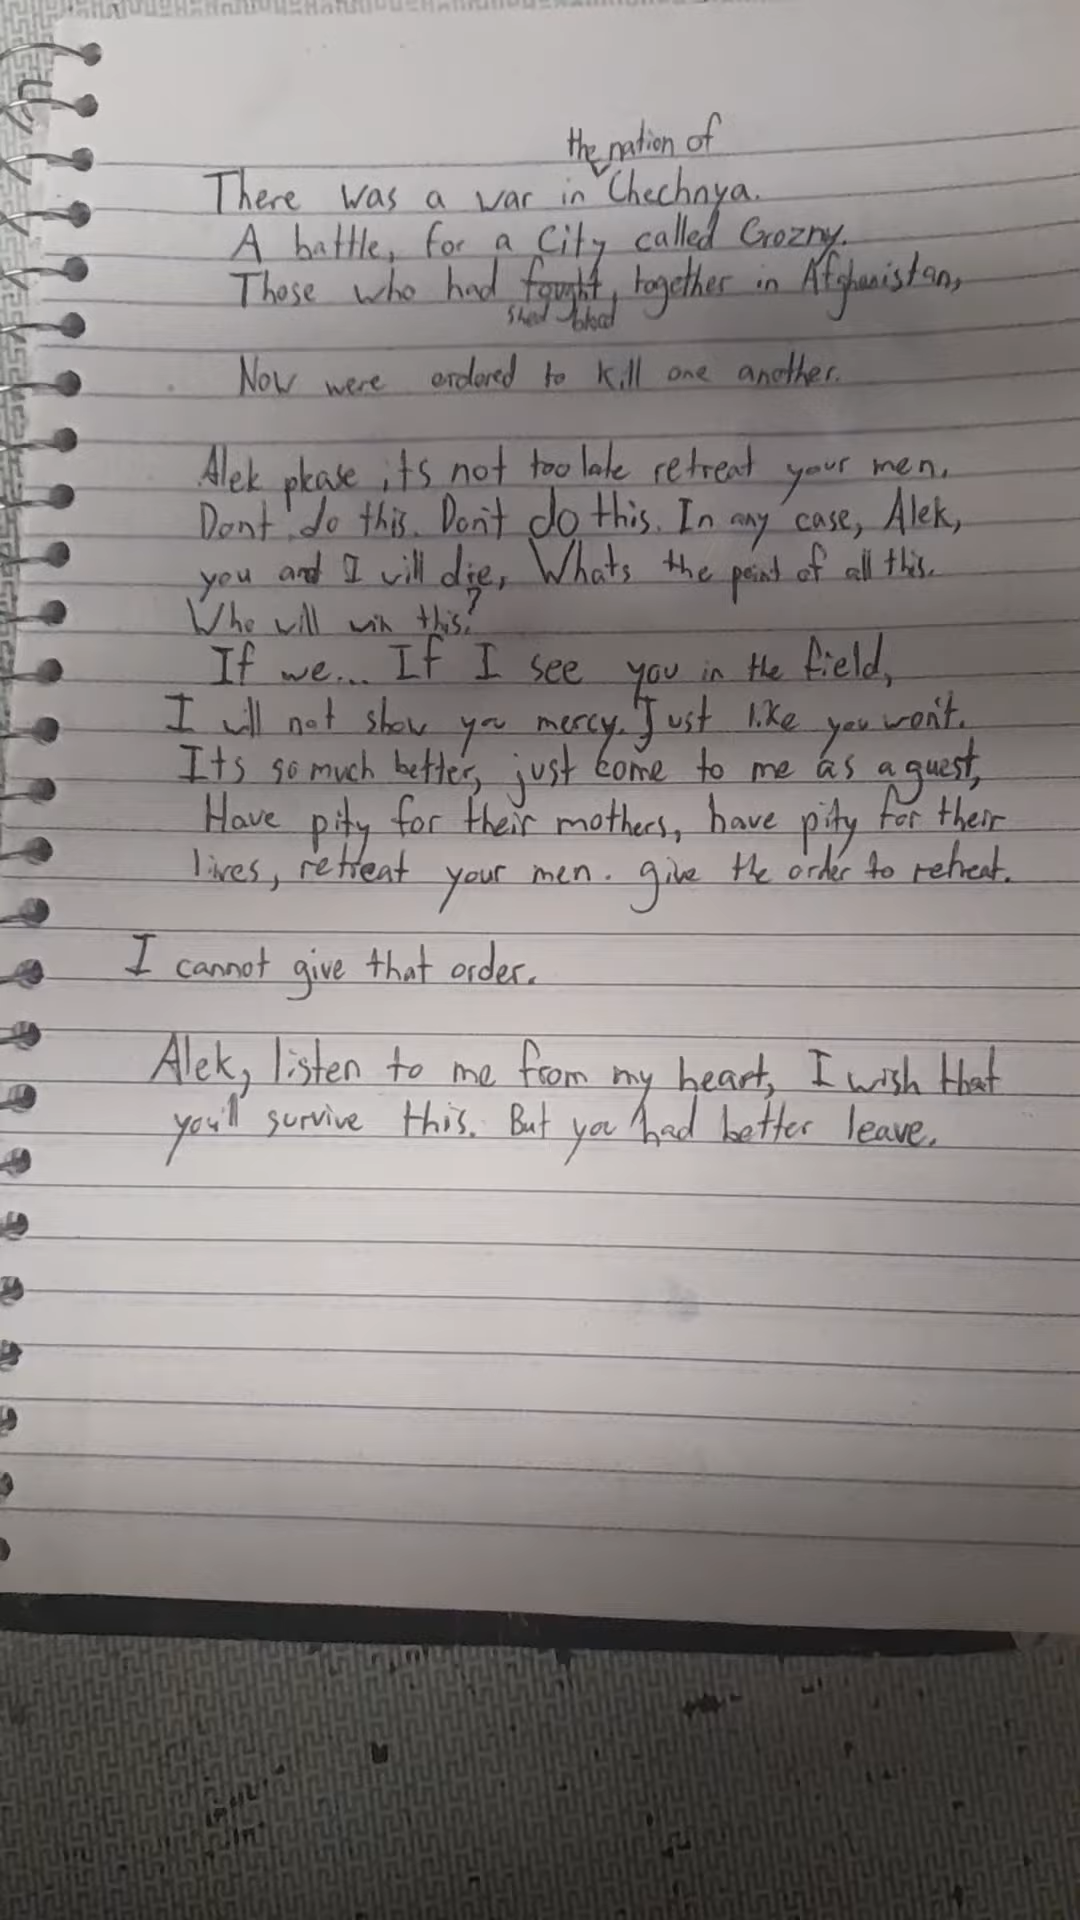 the nation of
There was a war in Chechnya.
A battle, for a City called Grozny.
Those who had fought, together in Afghanistan,
shed blood
Now were ordered to kill one another.
Alek please its not too late retreat your men.
Dont do this. Don't do this. In any case, Alek,
you and I will die, Whats the point of all this.
Who will win this?
If we... If I see you in the field,
I will not show you mercy. Just like you won't.
Its so much better, just come to me as a guest,
Have pity for their mothers, have pity for their
lives, retreat your men. give the order to retreat.
I cannot give that order.
Alek, listen to me from my heart, I wish that
you'll survive this. But you had better leave.